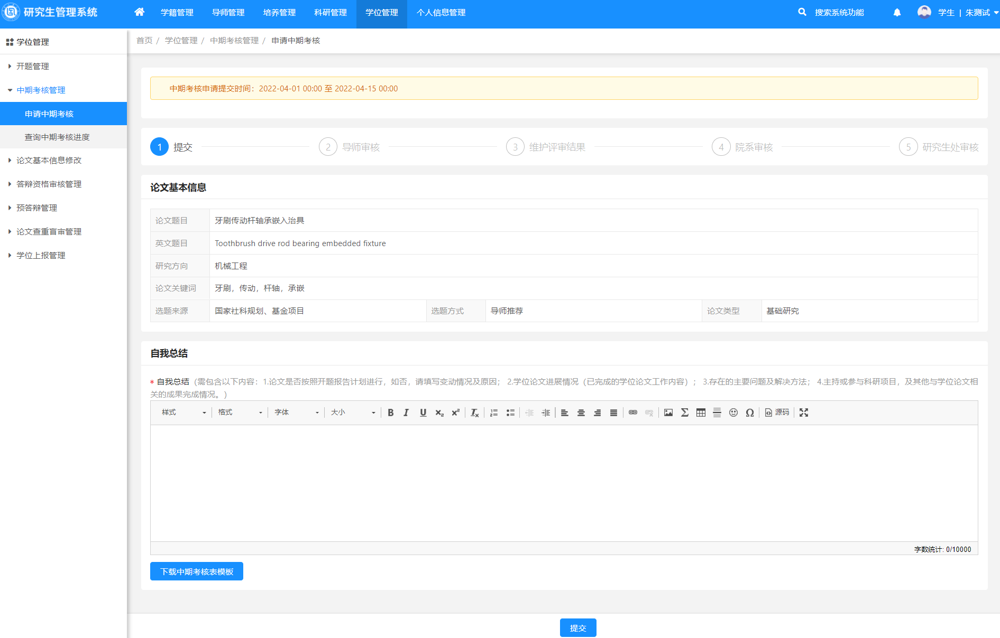 研究生管理系统
学籍管理
导师管理
培养管理
科研管理
学位管理
个人信息管理
搜索系统功能
学生 | 朱测试
学位管理
开题管理
中期考核管理
申请中期考核
查询中期考核进度
论文基本信息修改
答辩资格审核管理
预答辩管理
论文查重盲审管理
学位上报管理
首页 / 学位管理 / 中期考核管理 / 申请中期考核
中期考核申请提交时间：2022-04-01 00:00 至 2022-04-15 00:00
1 提交
2 导师审核
3 维护评审结果
4 院系审核
5 研究生处审核
论文基本信息
论文题目 牙刷传动杆轴承嵌入治具
英文题目 Toothbrush drive rod bearing embedded fixture
研究方向 机械工程
论文关键词 牙刷，传动，杆轴，承嵌
选题来源 国家社科规划、基金项目 选题方式 导师推荐 论文类型 基础研究
自我总结
* 自我总结（需包含以下内容：1.论文是否按照开题报告计划进行，如否，请填写变动情况及原因； 2.学位论文进展情况（已完成的学位论文工作内容）； 3.存在的主要问题及解决方法； 4.主持或参与科研项目，及其他与学位论文相
关的成果完成情况。）
样式 格式 字体 大小 源码
字数统计: 0/10000
下载中期考核表模板
提交